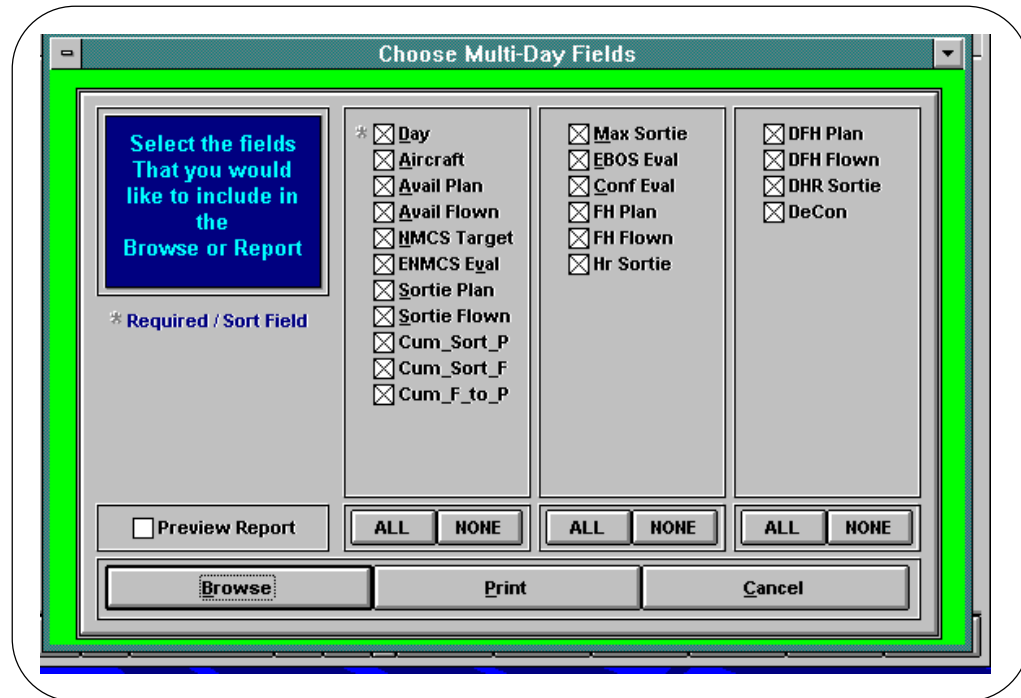 Choose Multi-Day Fields
Select the fields
That you would
like to include in
the
Browse or Report
* Required / Sort Field
* Day
Aircraft
Avail Plan
Avail Flown
NMCS Target
ENMCS Eval
Sortie Plan
Sortie Flown
Cum_Sort_P
Cum_Sort_F
Cum_F_to_P
Max Sortie
EBOS Eval
Conf Eval
FH Plan
FH Flown
Hr Sortie
DFH Plan
DFH Flown
DHR Sortie
DeCon
Preview Report
ALL NONE
ALL NONE
ALL NONE
Browse
Print
Cancel